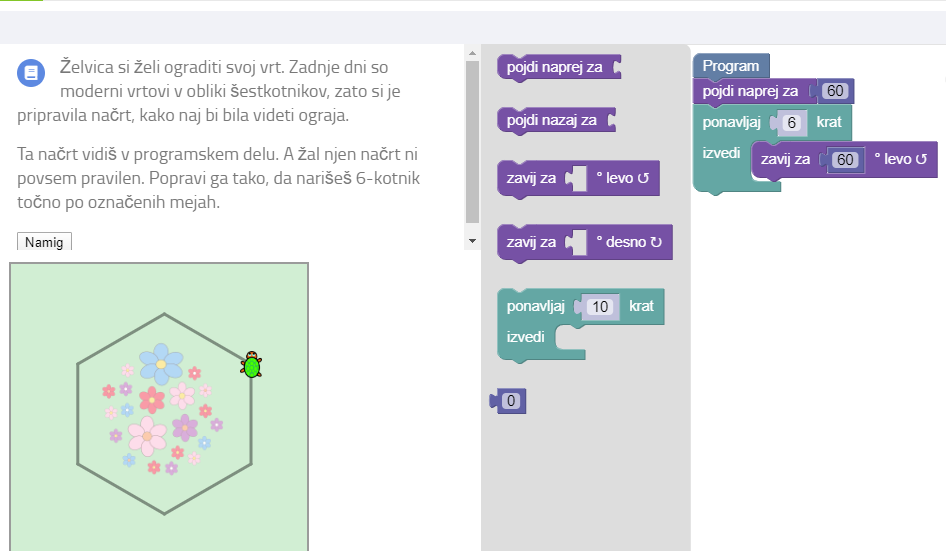 Želvica si želi ograditi svoj vrt. Zadnje dni so
moderni vrtovi v obliki šestkotnikov, zato si je
pripravila načrt, kako naj bi bila videti ograja.
Ta načrt vidiš v programskem delu. A žal njen načrt ni
povsem pravilen. Popravi ga tako, da narišeš 6-kotnik
točno po označenih mejah.
Namig
pojdi naprej za
pojdi nazaj za
zavij za ° levo ↺
zavij za ° desno ↻
ponavljaj 10 krat
izvedi
0
Program
pojdi naprej za 60
ponavljaj 6 krat
izvedi zavij za 60 ° levo ↺